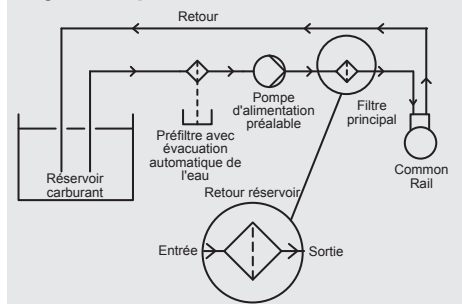 Retour
Pompe
d'alimentation
préalable
Filtre
principal
Préfiltre avec
évacuation
automatique de
l'eau
Réservoir
carburant
Common
Rail
Retour réservoir
Entrée
Sortie